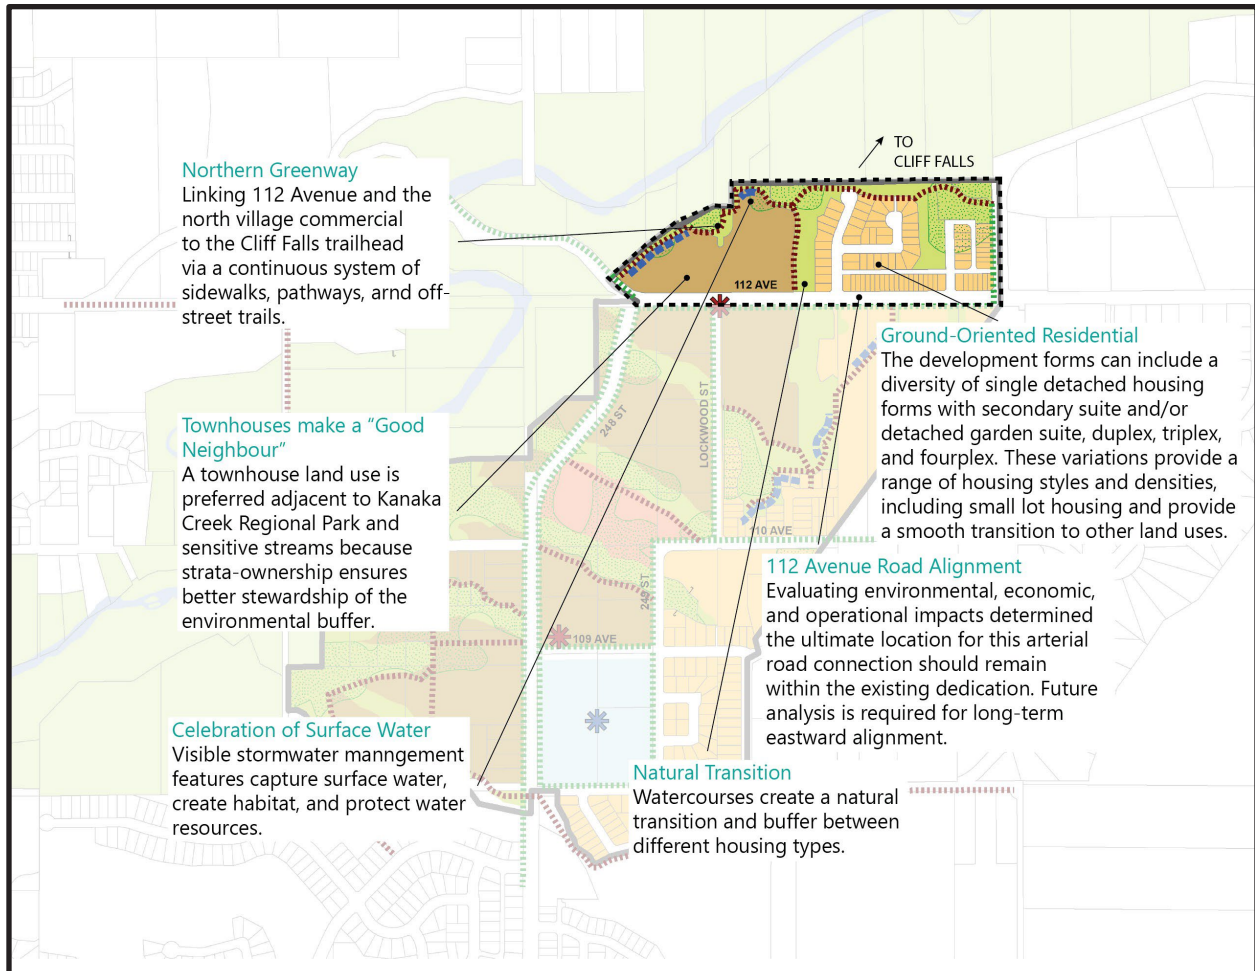 TO
CLIFF FALLS
Northern Greenway
Linking 112 Avenue and the
north village commercial
to the Cliff Falls trailhead
via a continuous system of
sidewalks, pathways, arnd off-
street trails.
112 AVE
Ground-Oriented Residential
The development forms can include a
diversity of single detached housing
forms with secondary suite and/or
detached garden suite, duplex, triplex,
and fourplex. These variations provide a
range of housing styles and densities,
including small lot housing and provide
a smooth transition to other land uses.
248 ST
LOCKWOOD ST
Townhouses make a “Good
Neighbour”
A townhouse land use is
preferred adjacent to Kanaka
Creek Regional Park and
sensitive streams because
strata-ownership ensures
better stewardship of the
environmental buffer.
110 AVE
249 ST
109 AVE
112 Avenue Road Alignment
Evaluating environmental, economic,
and operational impacts determined
the ultimate location for this arterial
road connection should remain
within the existing dedication. Future
analysis is required for long-term
eastward alignment.
Celebration of Surface Water
Visible stormwater manngement
features capture surface water,
create habitat, and protect water
resources.
Natural Transition
Watercourses create a natural
transition and buffer between
different housing types.